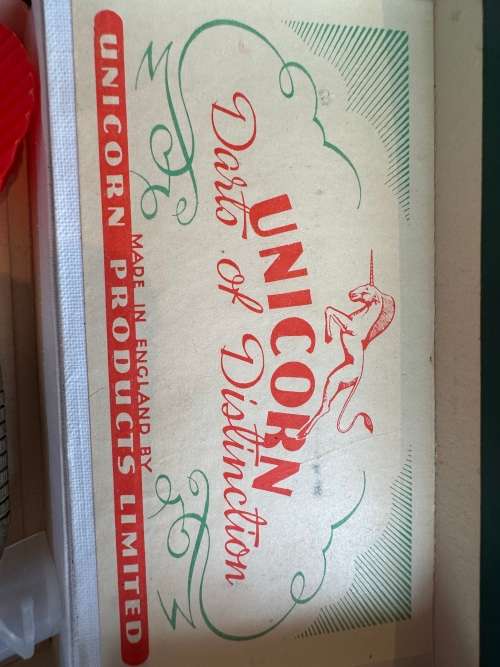 UNICORN
Darts of Distinction
MADE IN ENGLAND BY
UNICORN PRODUCTS LIMITED